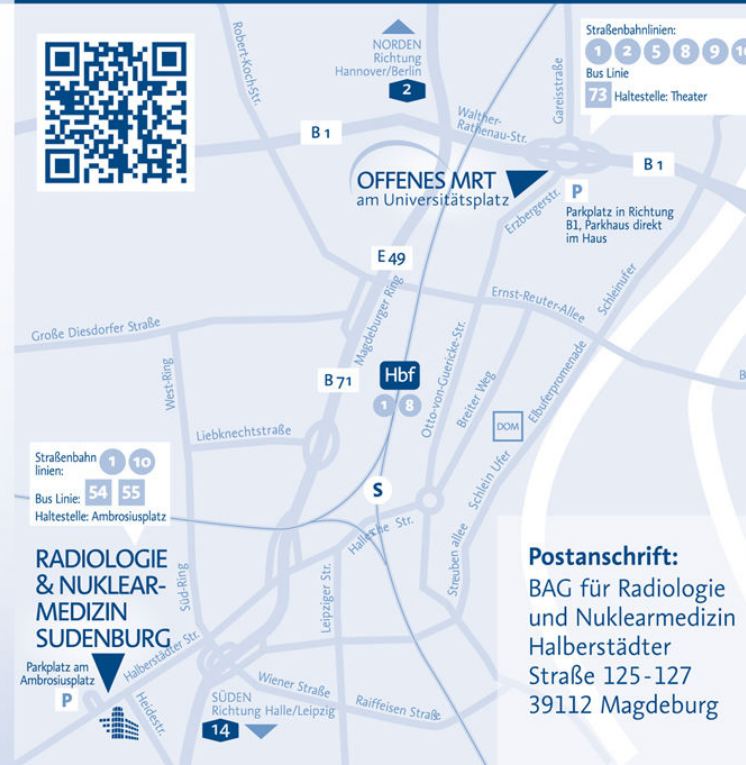 Robert-Koch-Str.
NORDEN
Richtung
Hannover/Berlin
2
Gareisstraße
Straßenbahnlinien:
1 2 5 8 9 10
Bus Linie
73 Haltestelle: Theater
B 1
Walther-
Rathenau-Str.
B 1
OFFENES MRT
am Universitätsplatz
P
Parkplatz in Richtung
B1, Parkhaus direkt
im Haus
Erzbergerstr.
E 49
Magdeburger Ring
Ernst-Reuter-Allee
Schleinufer
Große Diesdorfer Straße
West-Ring
B 71
Hbf
1 8
Otto-von-Guericke-Str.
Breiter Weg
Elbuferpromenade
DOM
Liebknechtstraße
Straßenbahn
linien:
1 10
Bus Linie: 54 55
Haltestelle: Ambrosiusplatz
S
Schlein Ufer
Hallesche Str.
Streuben allee
RADIOLOGIE
& NUKLEAR-
MEDIZIN
SUDENBURG
Süd-Ring
Leipziger Str.
Halberstädter Str.
Parkplatz am
Ambrosiusplatz
P
Heidestr.
Wiener Straße
Raiffeisen Straße
SÜDEN
Richtung Halle/Leipzig
14
Postanschrift:
BAG für Radiologie
und Nuklearmedizin
Halberstädter
Straße 125-127
39112 Magdeburg